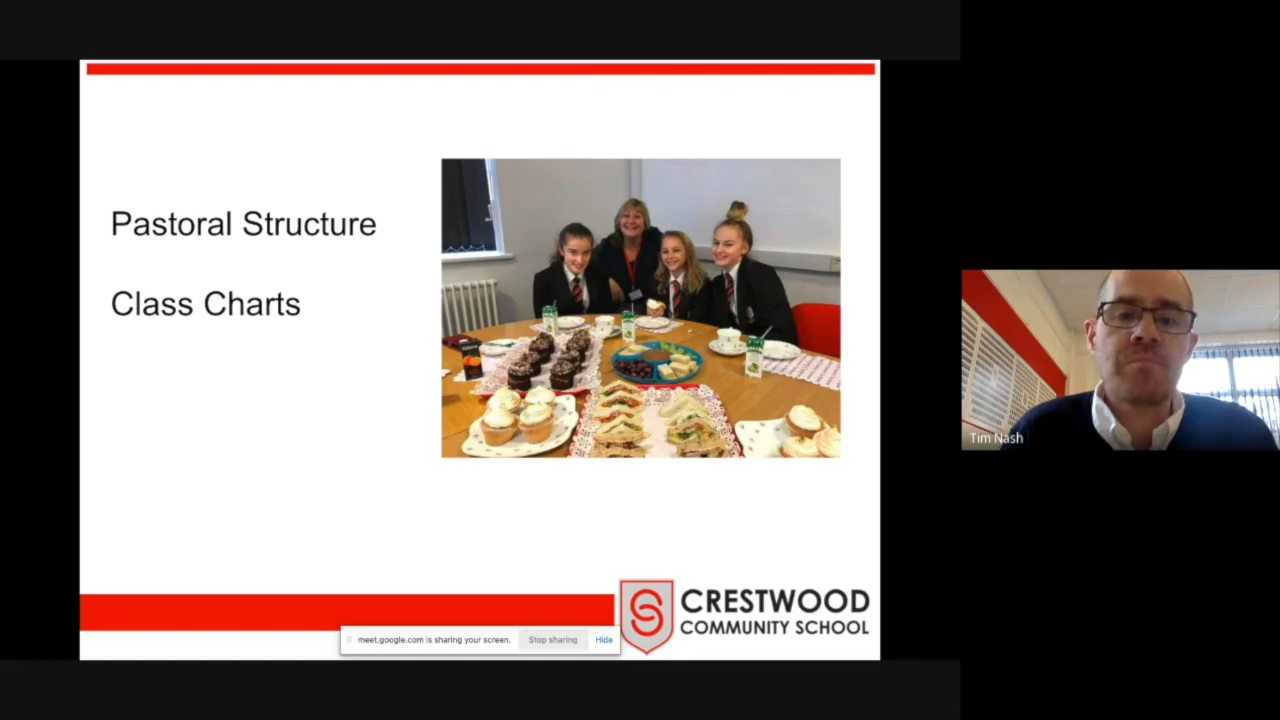 Pastoral Structure
Class Charts
CRESTWOOD
COMMUNITY SCHOOL
meet.google.com is sharing your screen. Stop sharing Hide
Tim Nash